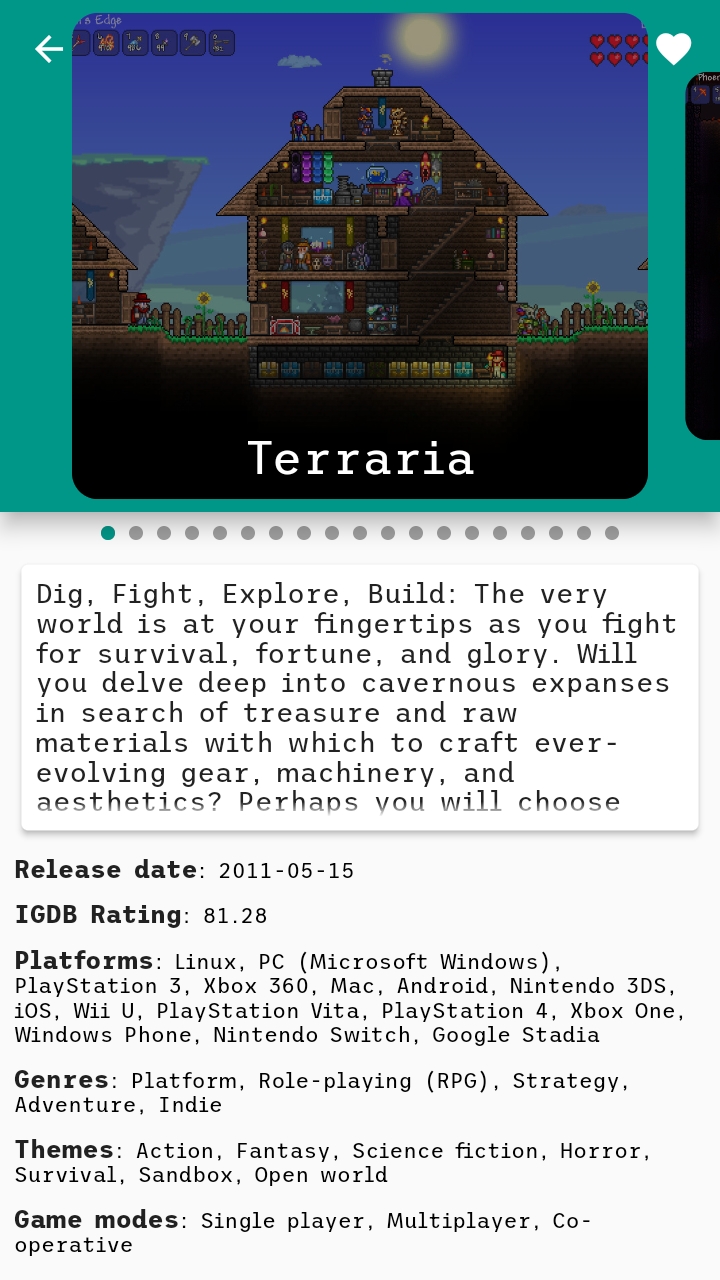 Terraria
Dig, Fight, Explore, Build: The very
world is at your fingertips as you fight
for survival, fortune, and glory. Will
you delve deep into cavernous expanses
in search of treasure and raw
materials with which to craft ever-
evolving gear, machinery, and
aesthetics? Perhaps you will choose
Release date: 2011-05-15
IGDB Rating: 81.28
Platforms: Linux, PC (Microsoft Windows),
PlayStation 3, Xbox 360, Mac, Android, Nintendo 3DS,
iOS, Wii U, PlayStation Vita, PlayStation 4, Xbox One,
Windows Phone, Nintendo Switch, Google Stadia
Genres: Platform, Role-playing (RPG), Strategy,
Adventure, Indie
Themes: Action, Fantasy, Science fiction, Horror,
Survival, Sandbox, Open world
Game modes: Single player, Multiplayer, Co-
operative